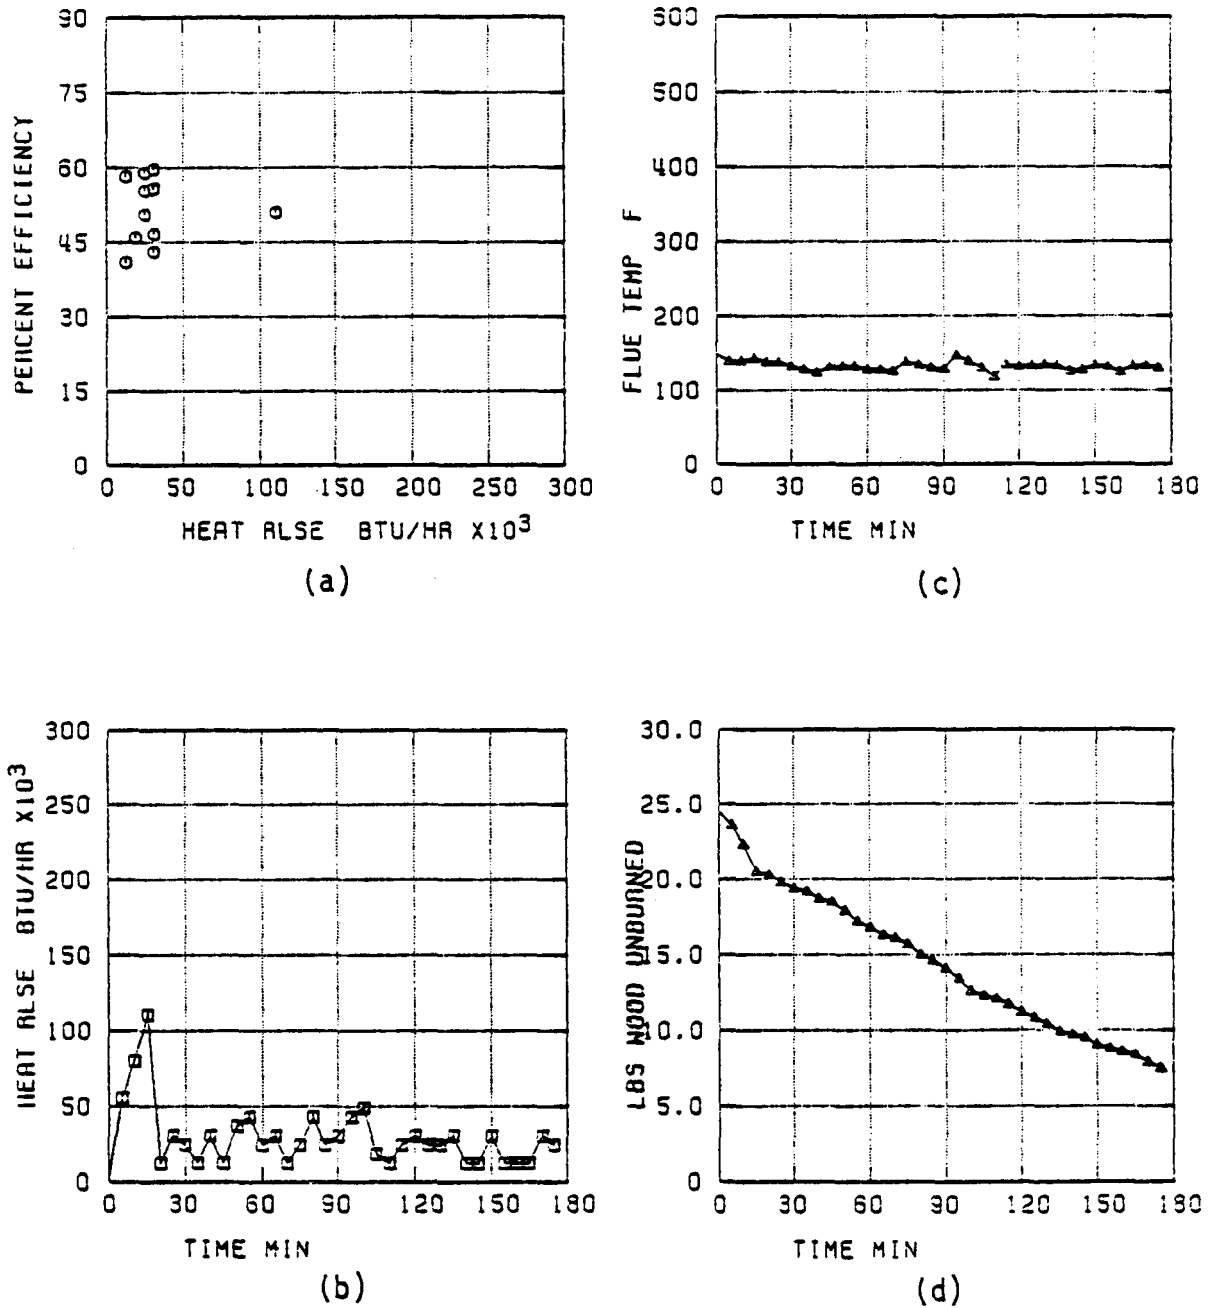 90
75
60
45
30
15
0
PERCENT EFFICIENCY
0 50 100 150 200 250 300
HEAT RLSE BTU/HR X10³
(a)
600
500
400
300
200
100
0
FLUE TEMP F
0 30 60 90 120 150 180
TIME MIN
(c)
300
250
200
150
100
50
0
HEAT RLSE BTU/HR X10³
0 30 60 90 120 150 180
TIME MIN
(b)
30.0
25.0
20.0
15.0
10.0
5.0
0
LBS WOOD UNBURNED
0 30 60 90 120 150 180
TIME MIN
(d)